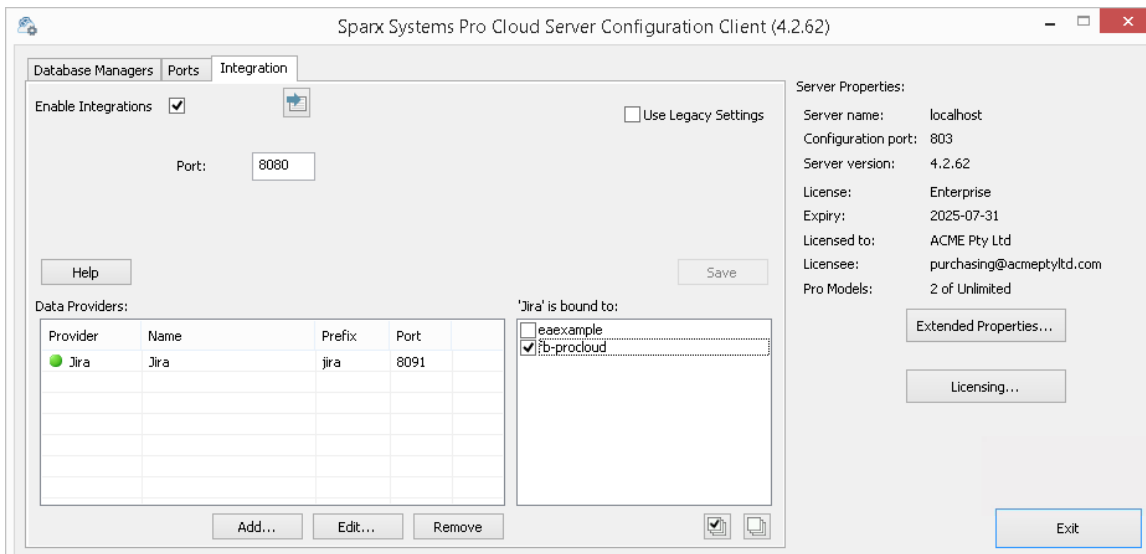 Sparx Systems Pro Cloud Server Configuration Client (4.2.62)
Database Managers Ports Integration
Enable Integrations
Use Legacy Settings
Port: 8080
Help
Save
Data Providers:
Provider Name Prefix Port
Jira Jira jira 8091
Add... Edit... Remove
'Jira' is bound to:
eaexample
fb-procloud
Server Properties:
Server name: localhost
Configuration port: 803
Server version: 4.2.62
License: Enterprise
Expiry: 2025-07-31
Licensed to: ACME Pty Ltd
Licensee: purchasing@acmeptyltd.com
Pro Models: 2 of Unlimited
Extended Properties...
Licensing...
Exit